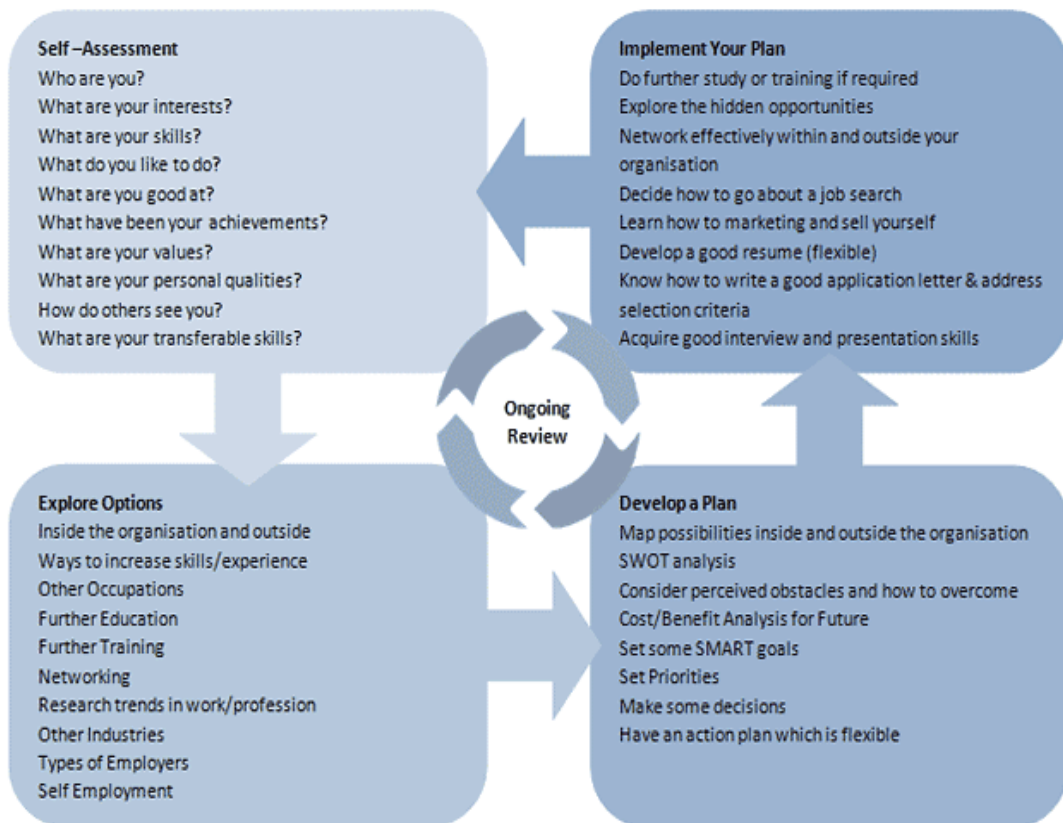 Self –Assessment
Who are you?
What are your interests?
What are your skills?
What do you like to do?
What are you good at?
What have been your achievements?
What are your values?
What are your personal qualities?
How do others see you?
What are your transferable skills?
Implement Your Plan
Do further study or training if required
Explore the hidden opportunities
Network effectively within and outside your
organisation
Decide how to go about a job search
Learn how to marketing and sell yourself
Develop a good resume (flexible)
Know how to write a good application letter & address
selection criteria
Acquire good interview and presentation skills
Ongoing
Review
Explore Options
Inside the organisation and outside
Ways to increase skills/experience
Other Occupations
Further Education
Further Training
Networking
Research trends in work/profession
Other Industries
Types of Employers
Self Employment
Develop a Plan
Map possibilities inside and outside the organisation
SWOT analysis
Consider perceived obstacles and how to overcome
Cost/Benefit Analysis for Future
Set some SMART goals
Set Priorities
Make some decisions
Have an action plan which is flexible